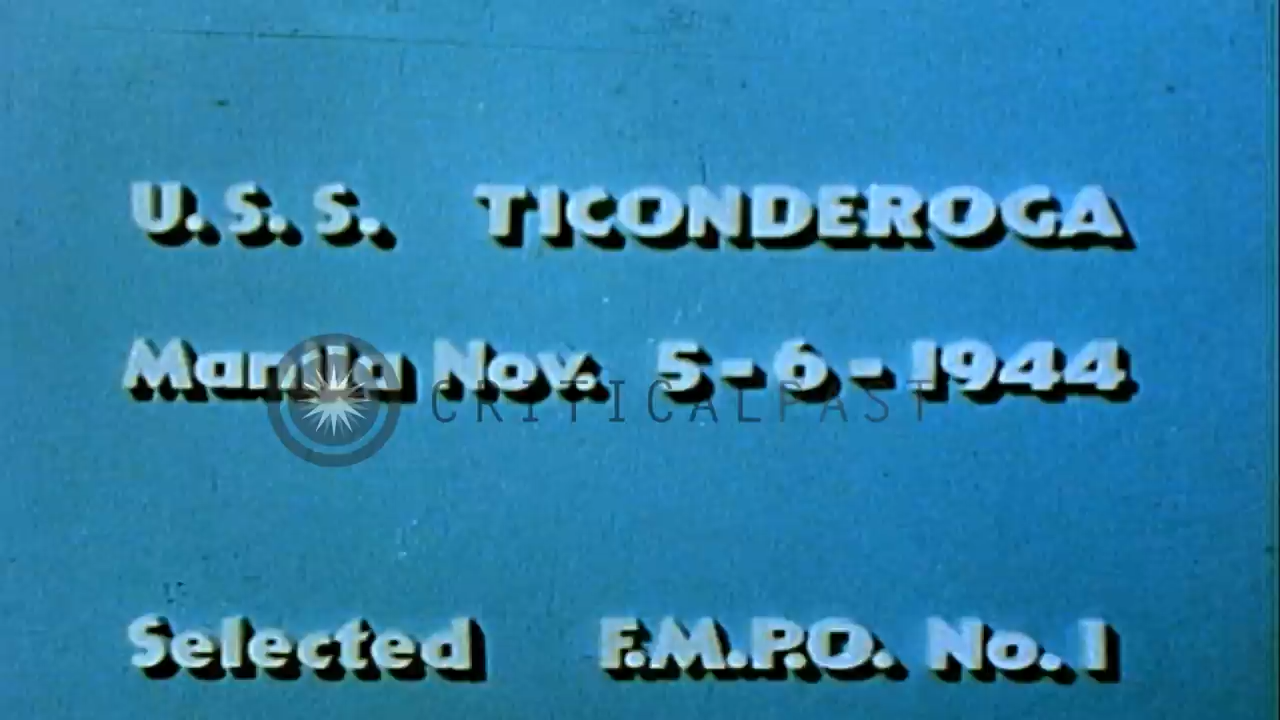 U.S.S. TICONDEROGA
Manila Nov. 5-6-1944
CRITICALPAST
Selected F.M.P.O. No.1